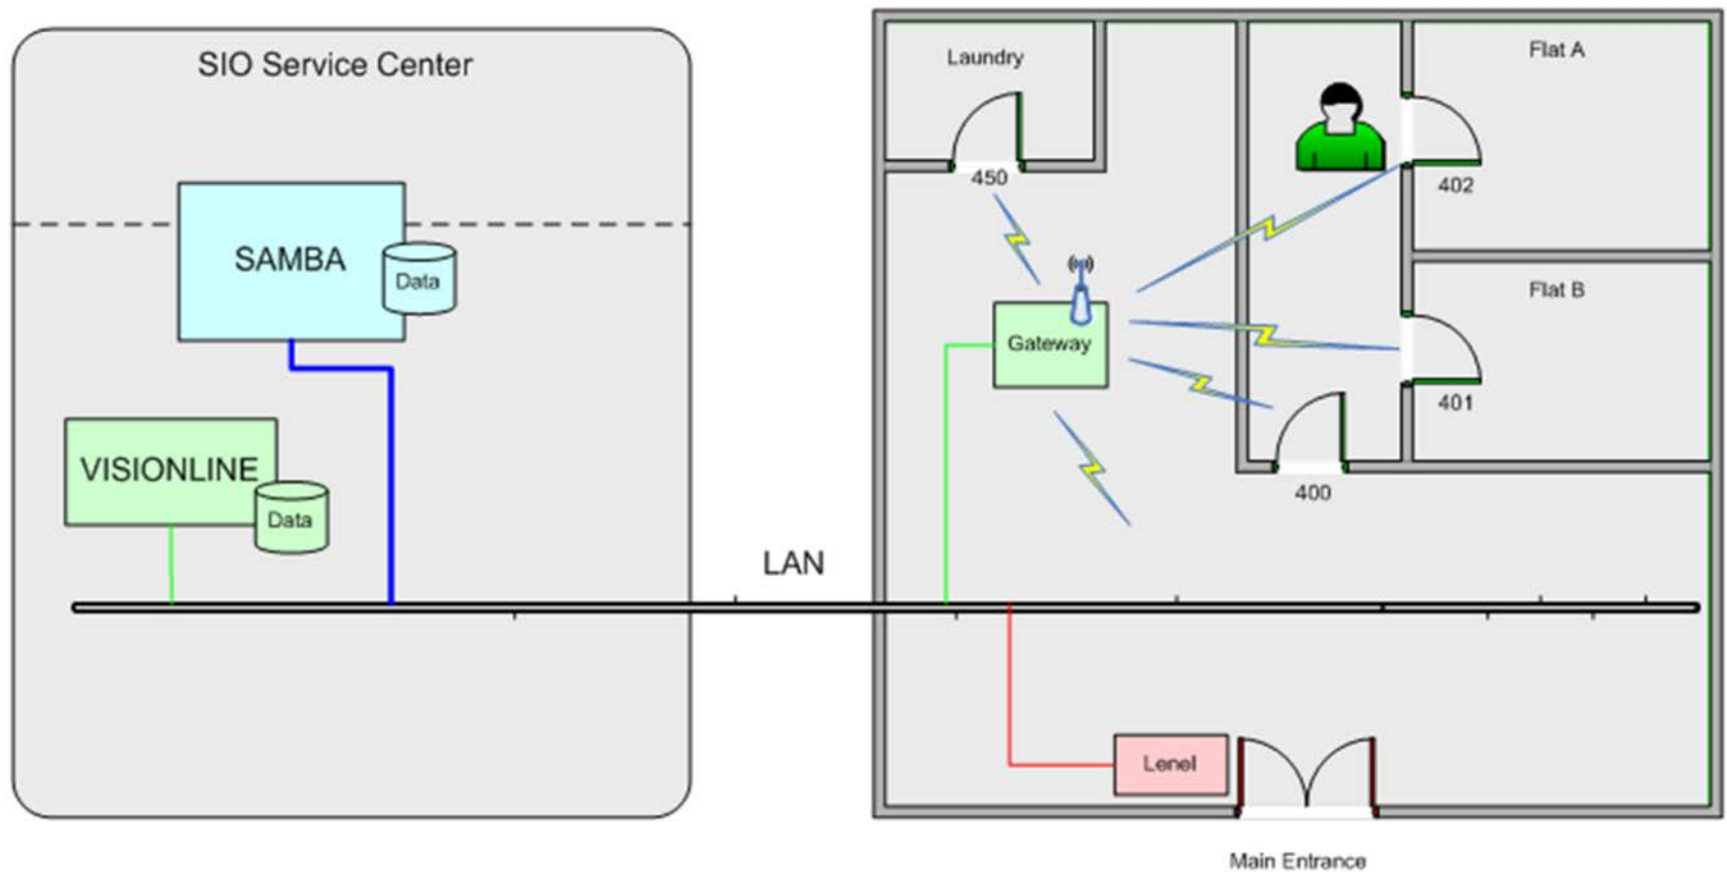 SIO Service Center
SAMBA
Data
VISIONLINE
Data
LAN
Laundry
450
Gateway
Flat A
402
Flat B
401
400
Lenel
Main Entrance